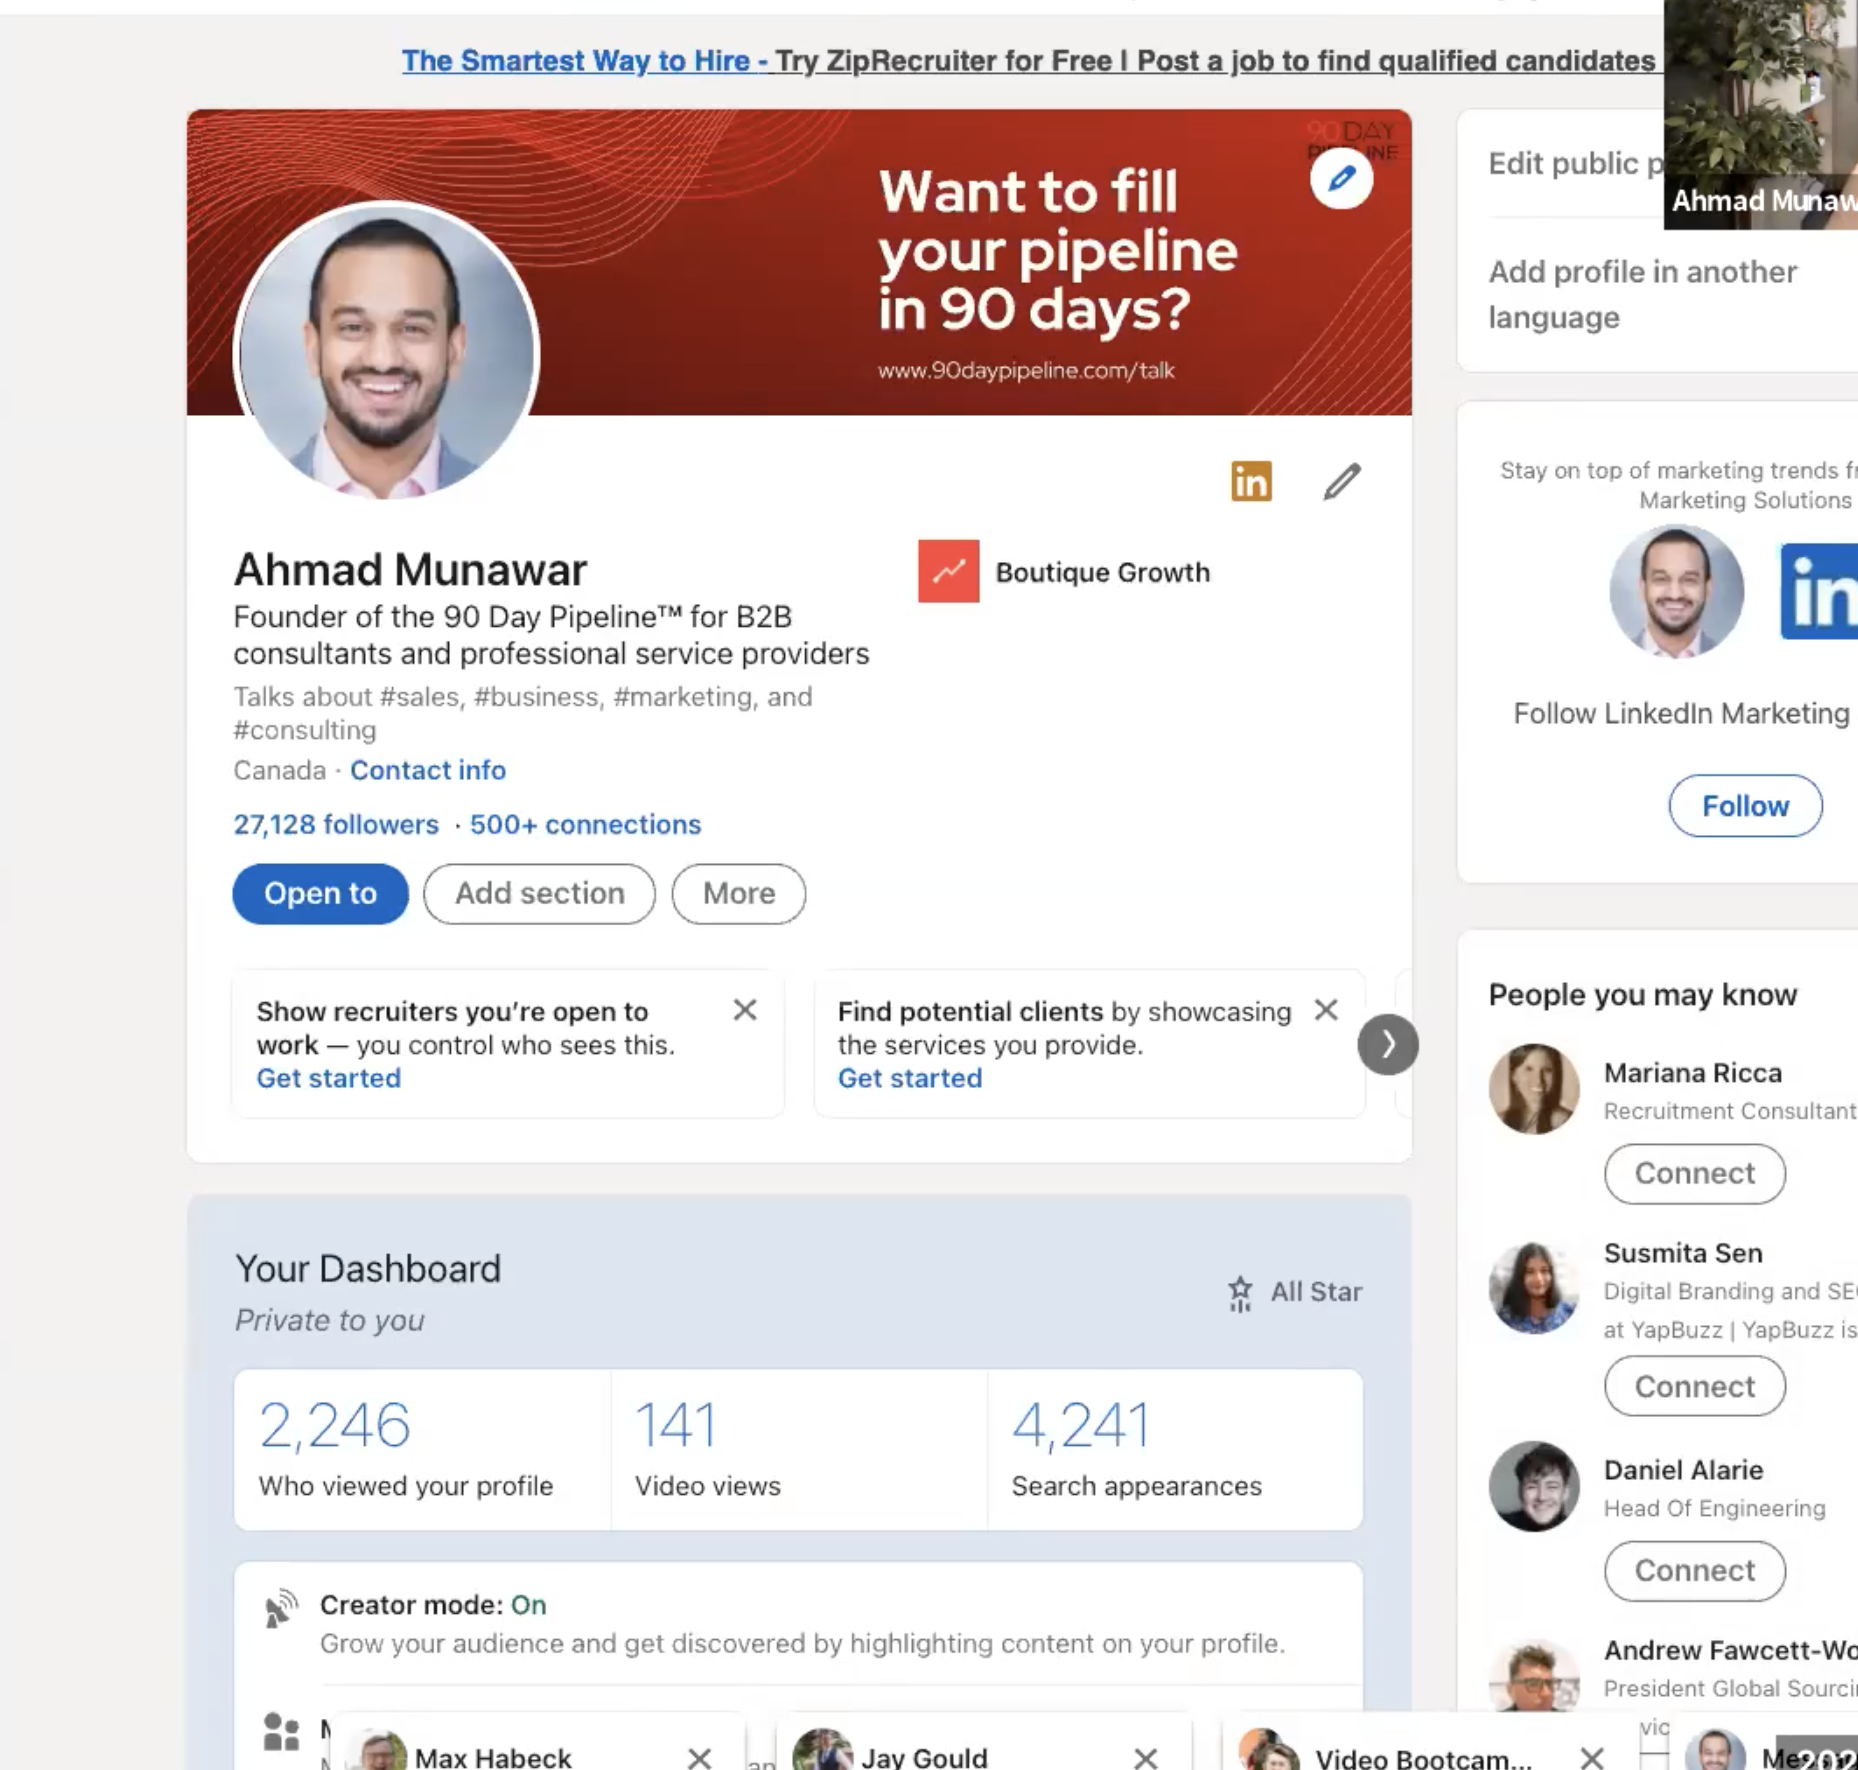 The Smartest Way to Hire - Try ZipRecruiter for Free | Post a job to find qualified candidates
90 DAY
Want to fill
your pipeline
in 90 days?
www.90daypipeline.com/talk
in
Ahmad Munawar
Founder of the 90 Day Pipeline™ for B2B
consultants and professional service providers
Talks about #sales, #business, #marketing, and
#consulting
Canada · Contact info
27,128 followers · 500+ connections
Open to
Add section
More
Boutique Growth
Show recruiters you're open to
work — you control who sees this.
Get started
Find potential clients by showcasing
the services you provide.
Get started
Your Dashboard
Private to you
All Star
2,246
Who viewed your profile
141
Video views
4,241
Search appearances
Creator mode: On
Grow your audience and get discovered by highlighting content on your profile.
Edit public
Ahmad Munaw
Add profile in another
language
Stay on top of marketing trends
Marketing Solutions
in
Follow LinkedIn Marketing
Follow
People you may know
Mariana Ricca
Recruitment Consultant
Connect
Susmita Sen
Digital Branding and SE
at YapBuzz | YapBuzz is
Connect
Daniel Alarie
Head Of Engineering
Connect
Andrew Fawcett-Wo
President Global Sourci
Max Habeck
Jay Gould
Video Bootcam...